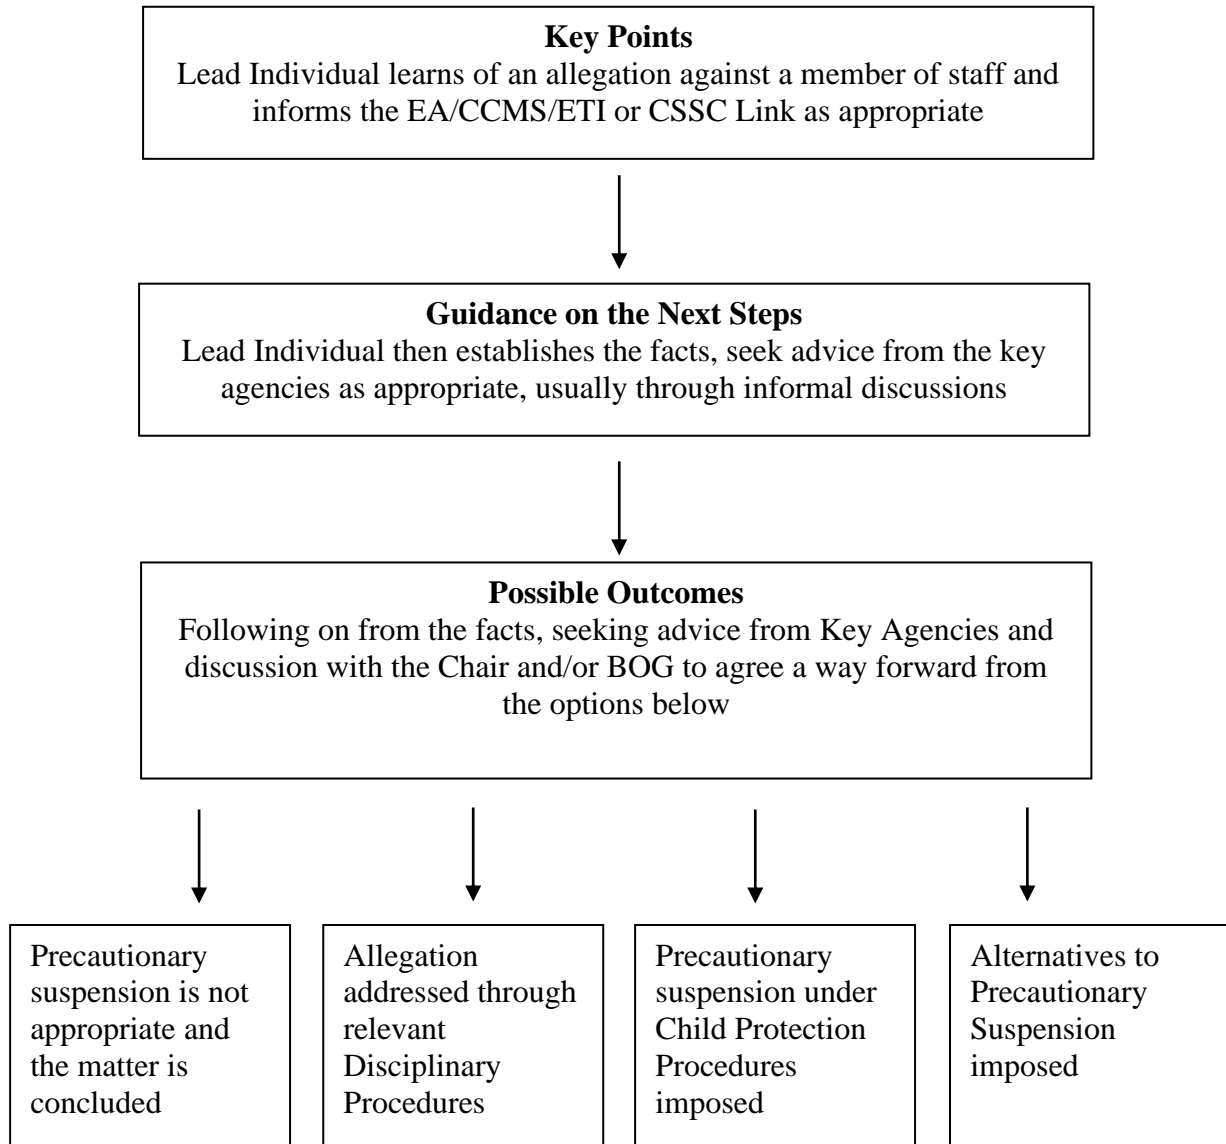 Key Points
Lead Individual learns of an allegation against a member of staff and
informs the EA/CCMS/ETI or CSSC Link as appropriate
Guidance on the Next Steps
Lead Individual then establishes the facts, seek advice from the key
agencies as appropriate, usually through informal discussions
Possible Outcomes
Following on from the facts, seeking advice from Key Agencies and
discussion with the Chair and/or BOG to agree a way forward from
the options below
Precautionary
suspension is not
appropriate and
the matter is
concluded
Allegation
addressed through
relevant
Disciplinary
Procedures
Precautionary
suspension under
Child Protection
Procedures
imposed
Alternatives to
Precautionary
Suspension
imposed